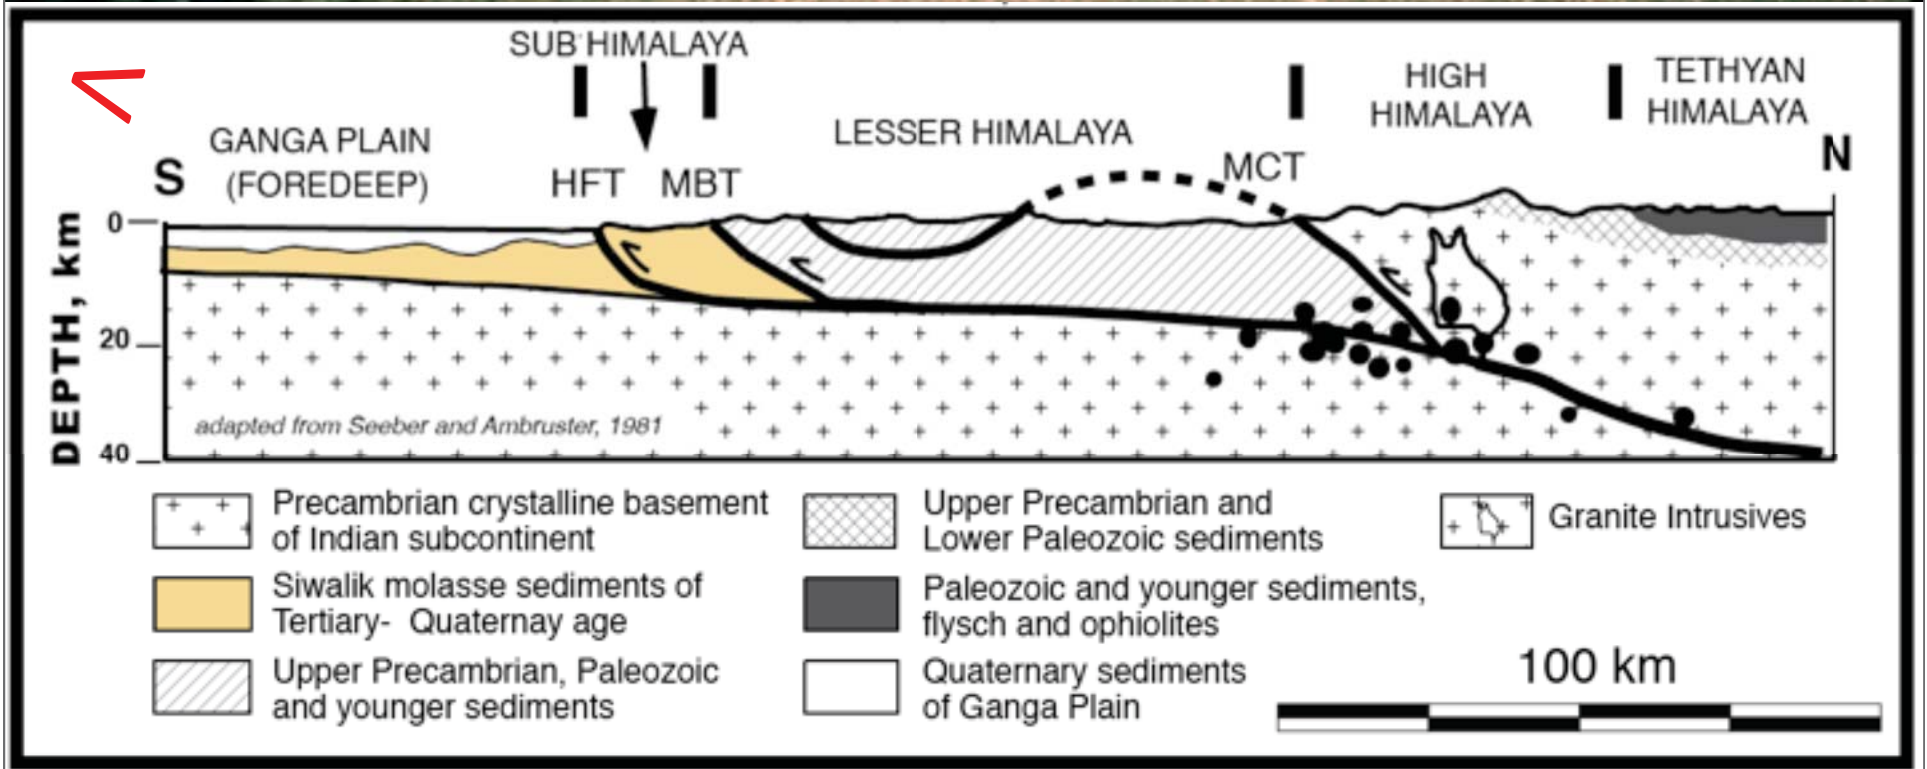 SUB HIMALAYA
HIGH
HIMALAYA
TETHYAN
HIMALAYA
GANGA PLAIN
(FOREDEEP)
LESSER HIMALAYA
S
HFT
MBT
MCT
N
DEPTH, km
0
20
40
adapted from Seeber and Ambruster, 1981
Precambrian crystalline basement
of Indian subcontinent
Siwalik molasse sediments of
Tertiary- Quaternay age
Upper Precambrian, Paleozoic
and younger sediments
Upper Precambrian and
Lower Paleozoic sediments
Paleozoic and younger sediments,
flysch and ophiolites
Quaternary sediments
of Ganga Plain
Granite Intrusives
100 km